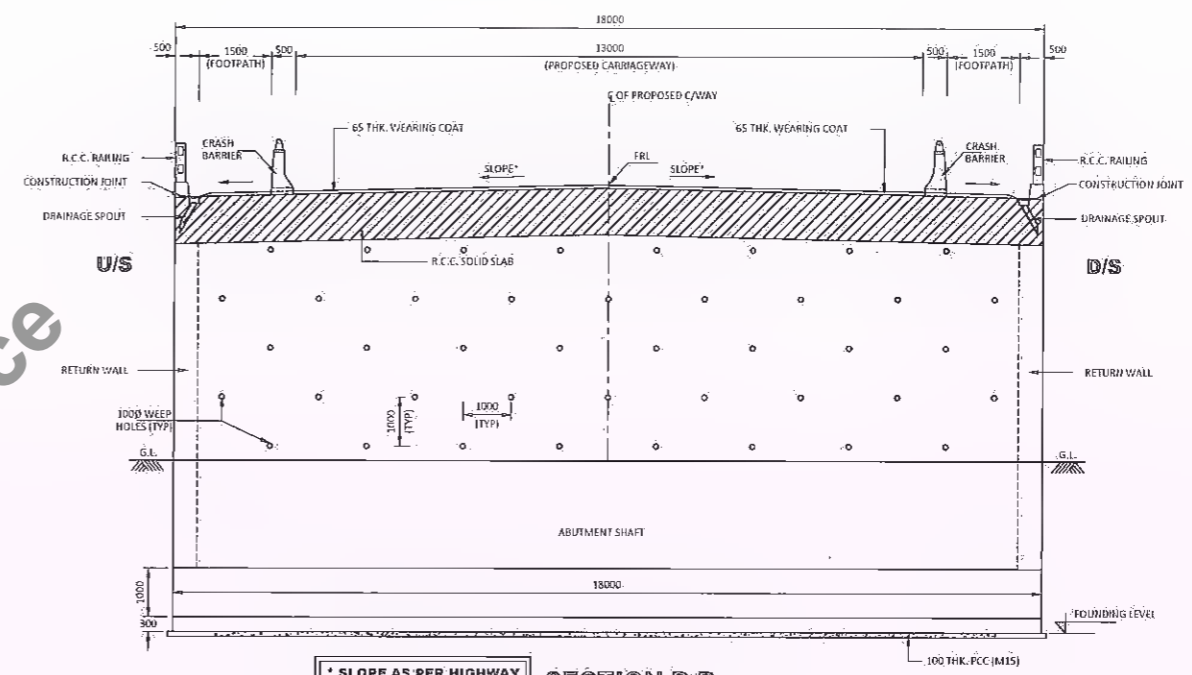 18000
500
1500
(FOOTPATH)
500
13000
(PROPOSED CARRIAGEWAY)
500
1500
(FOOTPATH)
500
℄ OF PROPOSED C/WAY
65 THK. WEARING COAT
65 THK. WEARING COAT
CRASH
BARRIER
CRASH
BARRIER
FRL
R.C.C. RAILING
R.C.C. RAILING
SLOPE*
SLOPE*
CONSTRUCTION JOINT
CONSTRUCTION JOINT
DRAINAGE SPOUT
DRAINAGE SPOUT
R.C.C. SOLID SLAB
U/S
D/S
ce
RETURN WALL
RETURN WALL
100Ø WEEP
HOLES (TYP)
1000
(TYP)
1000
(TYP)
G.L.
G.L.
ABUTMENT SHAFT
1000
18000
300
FOUNDING LEVEL
100 THK. PCC (M15)
* SLOPE AS PER HIGHWAY